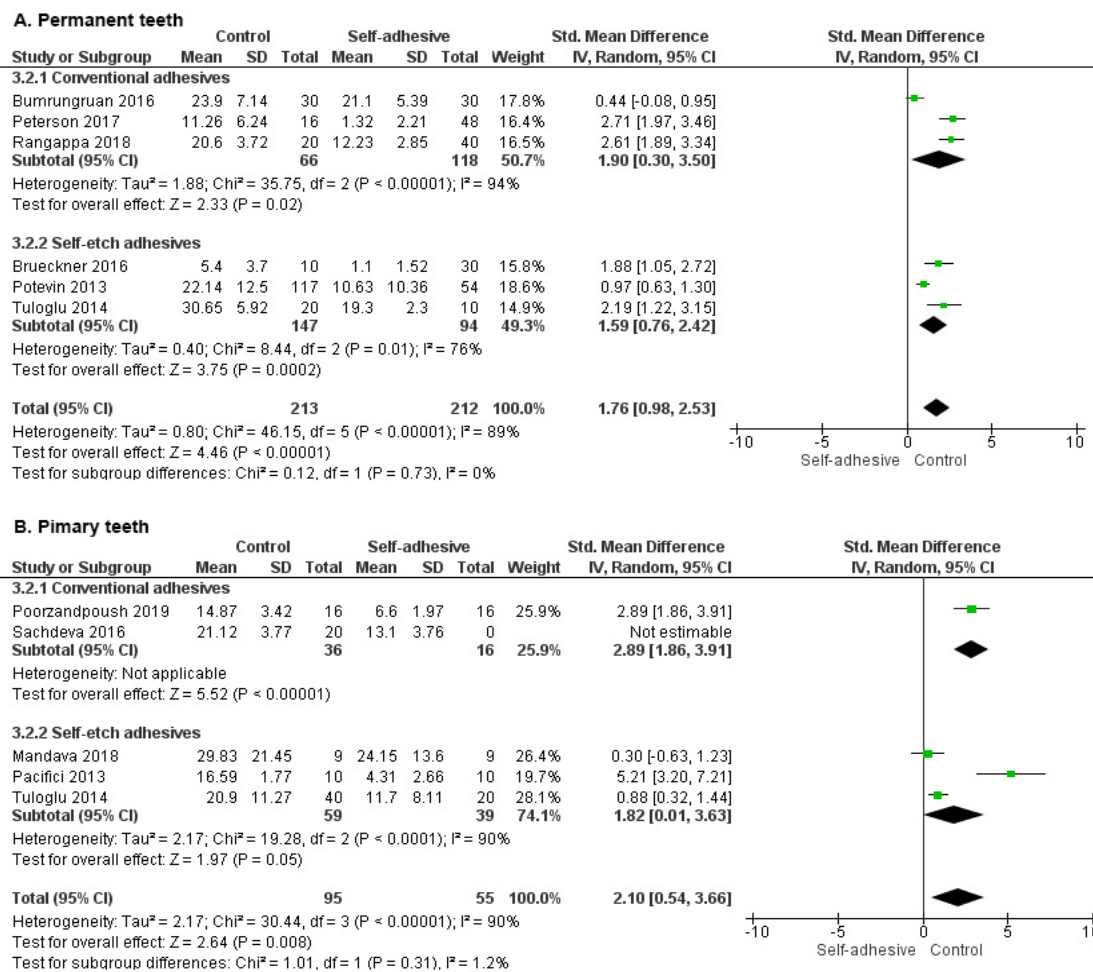 A. Permanent teeth
Control Self-adhesive Std. Mean Difference Std. Mean Difference
Study or Subgroup Mean SD Total Mean SD Total Weight IV, Random, 95% CI IV, Random, 95% CI
3.2.1 Conventional adhesives
Bumrungruan 2016 23.9 7.14 30 21.1 5.39 30 17.8% 0.44 [-0.08, 0.95]
Peterson 2017 11.26 6.24 16 1.32 2.21 48 16.4% 2.71 [1.97, 3.46]
Rangappa 2018 20.6 3.72 20 12.23 2.85 40 16.5% 2.61 [1.89, 3.34]
Subtotal (95% CI) 66 118 50.7% 1.90 [0.30, 3.50]
Heterogeneity: Tau² = 1.88; Chi² = 35.75, df = 2 (P < 0.00001); I² = 94%
Test for overall effect: Z = 2.33 (P = 0.02)
3.2.2 Self-etch adhesives
Brueckner 2016 5.4 3.7 10 1.1 1.52 30 15.8% 1.88 [1.05, 2.72]
Potevin 2013 22.14 12.5 117 10.63 10.36 54 18.6% 0.97 [0.63, 1.30]
Tuloglu 2014 30.65 5.92 20 19.3 2.3 10 14.9% 2.19 [1.22, 3.15]
Subtotal (95% CI) 147 94 49.3% 1.59 [0.76, 2.42]
Heterogeneity: Tau² = 0.40; Chi² = 8.44, df = 2 (P = 0.01); I² = 76%
Test for overall effect: Z = 3.75 (P = 0.0002)
Total (95% CI) 213 212 100.0% 1.76 [0.98, 2.53]
Heterogeneity: Tau² = 0.80; Chi² = 46.15, df = 5 (P < 0.00001); I² = 89%
Test for overall effect: Z = 4.46 (P < 0.00001)
Test for subgroup differences: Chi² = 0.12, df = 1 (P = 0.73), I² = 0%
-10 -5 0 5 10
Self-adhesive Control
B. Pimary teeth
Control Self-adhesive Std. Mean Difference Std. Mean Difference
Study or Subgroup Mean SD Total Mean SD Total Weight IV, Random, 95% CI IV, Random, 95% CI
3.2.1 Conventional adhesives
Poorzandpoush 2019 14.87 3.42 16 6.6 1.97 16 25.9% 2.89 [1.86, 3.91]
Sachdeva 2016 21.12 3.77 20 13.1 3.76 0 Not estimable
Subtotal (95% CI) 36 16 25.9% 2.89 [1.86, 3.91]
Heterogeneity: Not applicable
Test for overall effect: Z = 5.52 (P < 0.00001)
3.2.2 Self-etch adhesives
Mandava 2018 29.83 21.45 9 24.15 13.6 9 26.4% 0.30 [-0.63, 1.23]
Pacifici 2013 16.59 1.77 10 4.31 2.66 10 19.7% 5.21 [3.20, 7.21]
Tuloglu 2014 20.9 11.27 40 11.7 8.11 20 28.1% 0.88 [0.32, 1.44]
Subtotal (95% CI) 59 39 74.1% 1.82 [0.01, 3.63]
Heterogeneity: Tau² = 2.17; Chi² = 19.28, df = 2 (P < 0.0001); I² = 90%
Test for overall effect: Z = 1.97 (P = 0.05)
Total (95% CI) 95 55 100.0% 2.10 [0.54, 3.66]
Heterogeneity: Tau² = 2.17; Chi² = 30.44, df = 3 (P < 0.00001); I² = 90%
Test for overall effect: Z = 2.64 (P = 0.008)
Test for subgroup differences: Chi² = 1.01, df = 1 (P = 0.31), I² = 1.2%
-10 -5 0 5 10
Self-adhesive Control